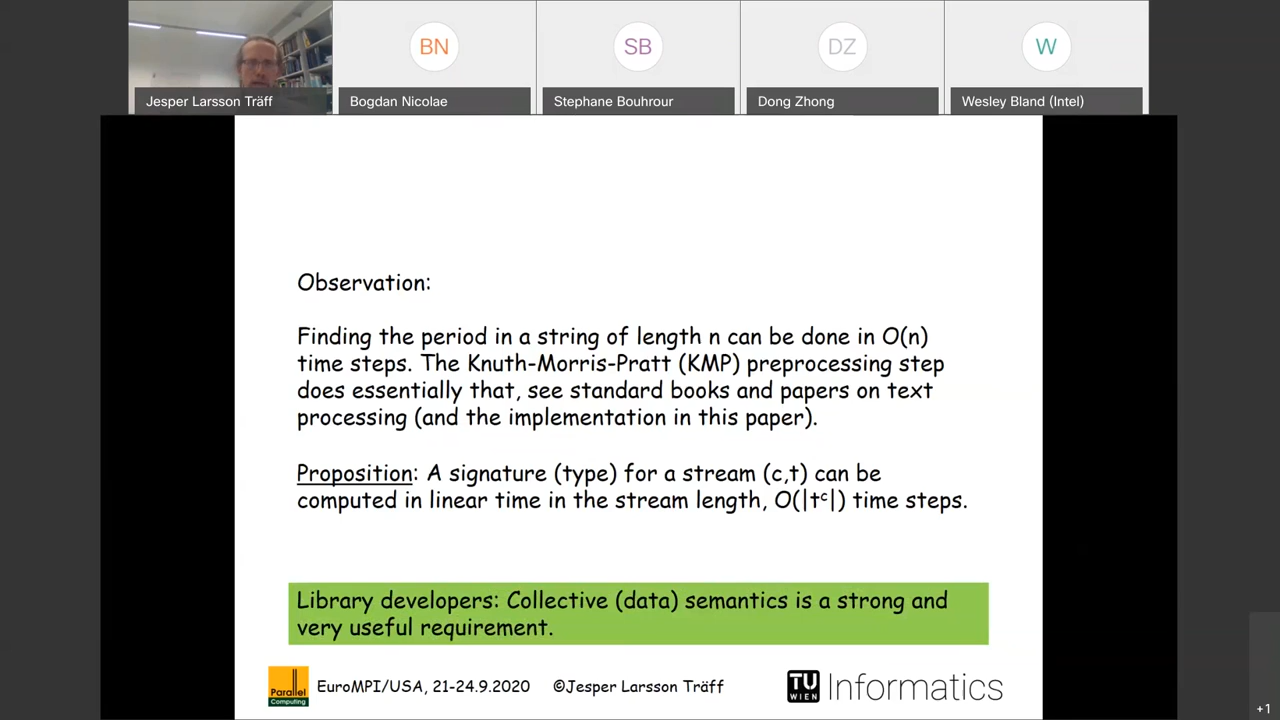 BN
SB
DZ
W
Jesper Larsson Träff
Bogdan Nicolae
Stephane Bouhrour
Dong Zhong
Wesley Bland (Intel)
Observation:
Finding the period in a string of length n can be done in O(n)
time steps. The Knuth-Morris-Pratt (KMP) preprocessing step
does essentially that, see standard books and papers on text
processing (and the implementation in this paper).
Proposition: A signature (type) for a stream (c,t) can be
computed in linear time in the stream length, O(|tᶜ|) time steps.
Library developers: Collective (data) semantics is a strong and
very useful requirement.
Parallel
Computing
EuroMPI/USA, 21-24.9.2020 ©Jesper Larsson Träff
TU
WIEN
Informatics
+1